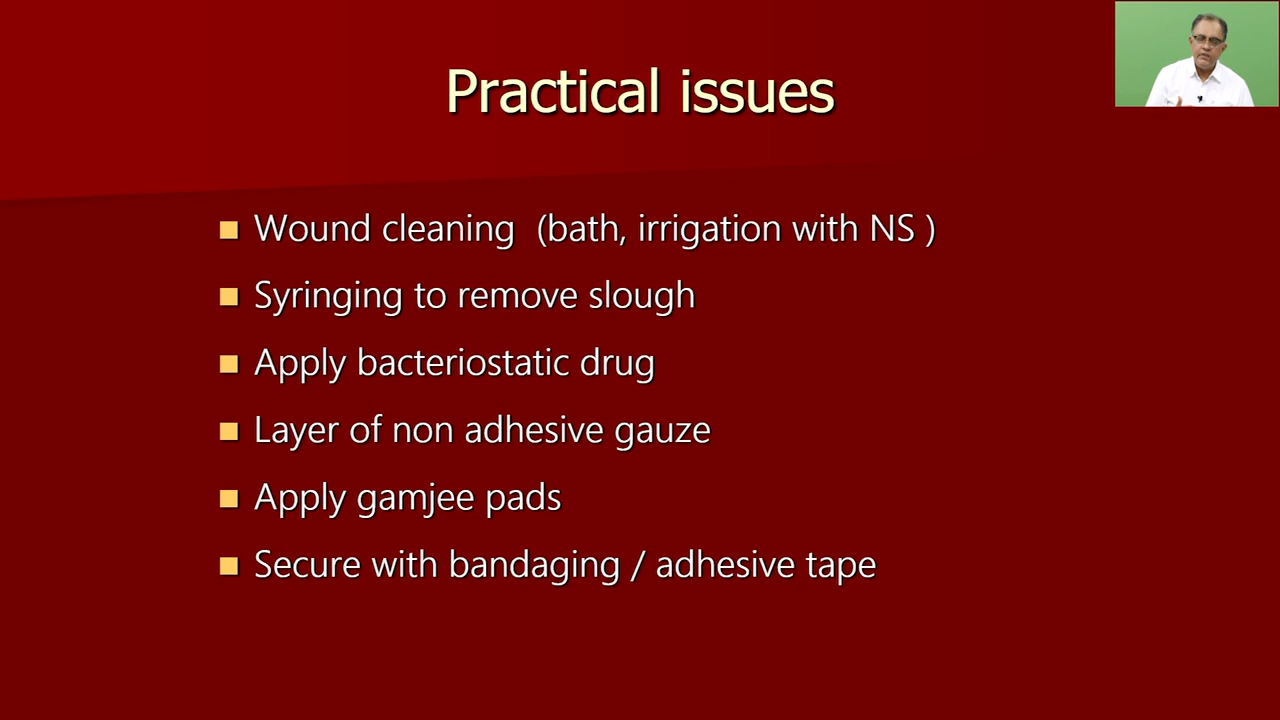 Practical issues
Wound cleaning (bath, irrigation with NS )
Syringing to remove slough
Apply bacteriostatic drug
Layer of non adhesive gauze
Apply gamjee pads
Secure with bandaging / adhesive tape